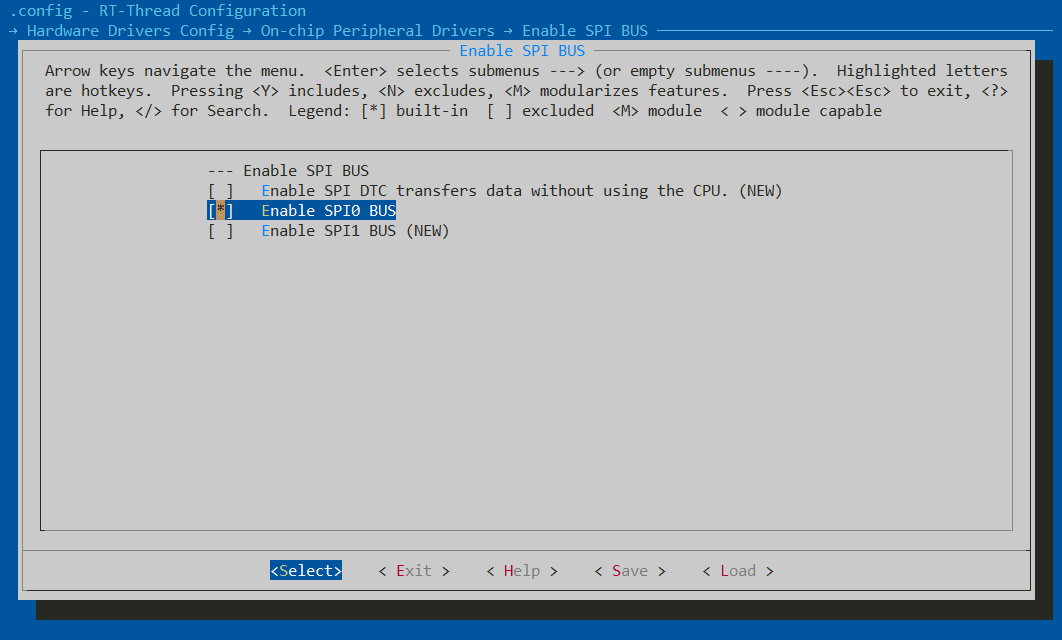 .config - RT-Thread Configuration
→ Hardware Drivers Config → On-chip Peripheral Drivers → Enable SPI BUS
Enable SPI BUS
Arrow keys navigate the menu.  <Enter> selects submenus ---> (or empty submenus ----).  Highlighted letters
are hotkeys.  Pressing <Y> includes, <N> excludes, <M> modularizes features.  Press <Esc><Esc> to exit, <?>
for Help, </> for Search.  Legend: [*] built-in  [ ] excluded  <M> module  < > module capable
--- Enable SPI BUS
[ ]   Enable SPI DTC transfers data without using the CPU. (NEW)
[*]   Enable SPI0 BUS
[ ]   Enable SPI1 BUS (NEW)
<Select>    < Exit >    < Help >    < Save >    < Load >